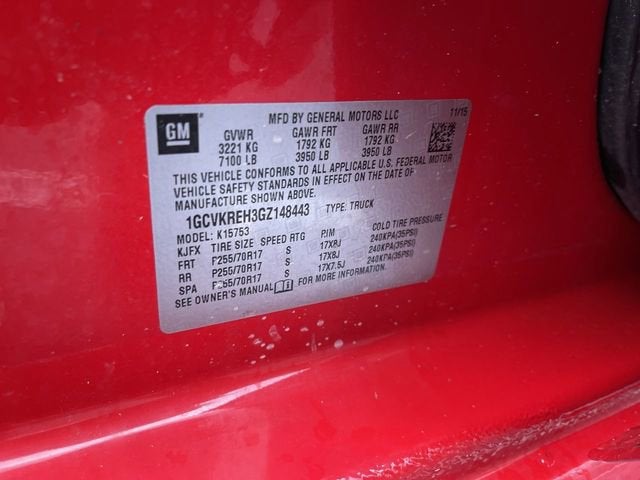 GM
MFD BY GENERAL MOTORS LLC 11/15
GVWR GAWR FRT GAWR RR
3221 KG 1792 KG 1792 KG
7100 LB 3950 LB 3950 LB
THIS VEHICLE CONFORMS TO ALL APPLICABLE U.S. FEDERAL MOTOR
VEHICLE SAFETY STANDARDS IN EFFECT ON THE DATE OF
MANUFACTURE SHOWN ABOVE.
1GCVKREH3GZ148443 TYPE: TRUCK
MODEL: K15753
KJFX TIRE SIZE SPEED RTG RIM COLD TIRE PRESSURE
FRT P255/70R17 S 17X8J 240KPA(35PSI)
RR P255/70R17 S 17X8J 240KPA(35PSI)
SPA P265/70R17 S 17X7.5J 240KPA(35PSI)
SEE OWNER'S MANUAL FOR MORE INFORMATION.